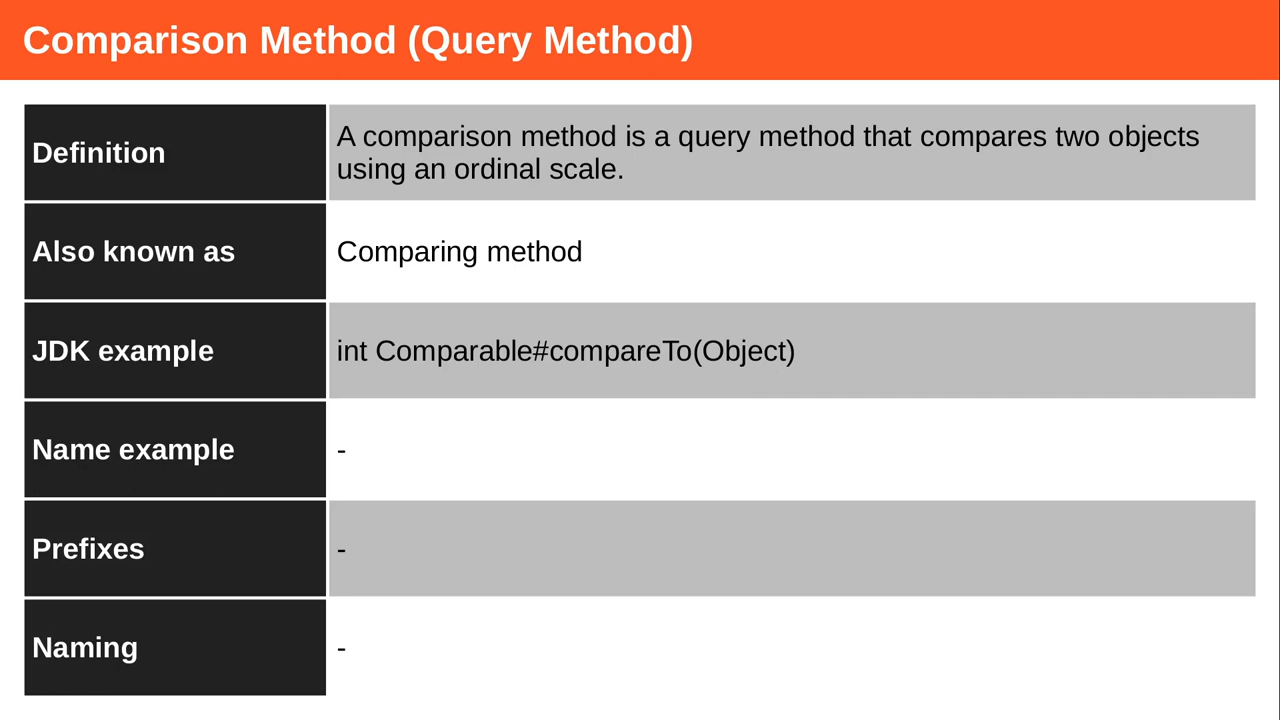 Comparison Method (Query Method)
Definition
A comparison method is a query method that compares two objects
using an ordinal scale.
Also known as
Comparing method
JDK example
int Comparable#compareTo(Object)
Name example
-
Prefixes
-
Naming
-